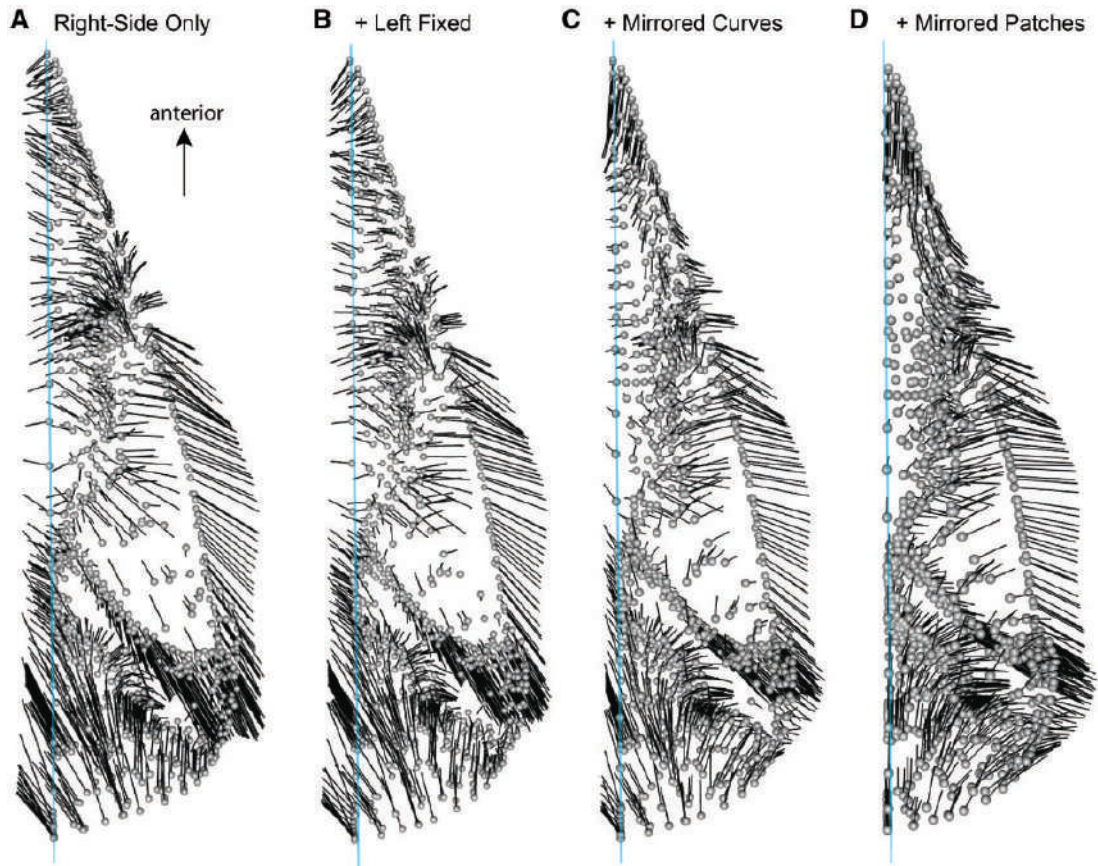 A Right-Side Only
B + Left Fixed
C + Mirrored Curves
D + Mirrored Patches
anterior